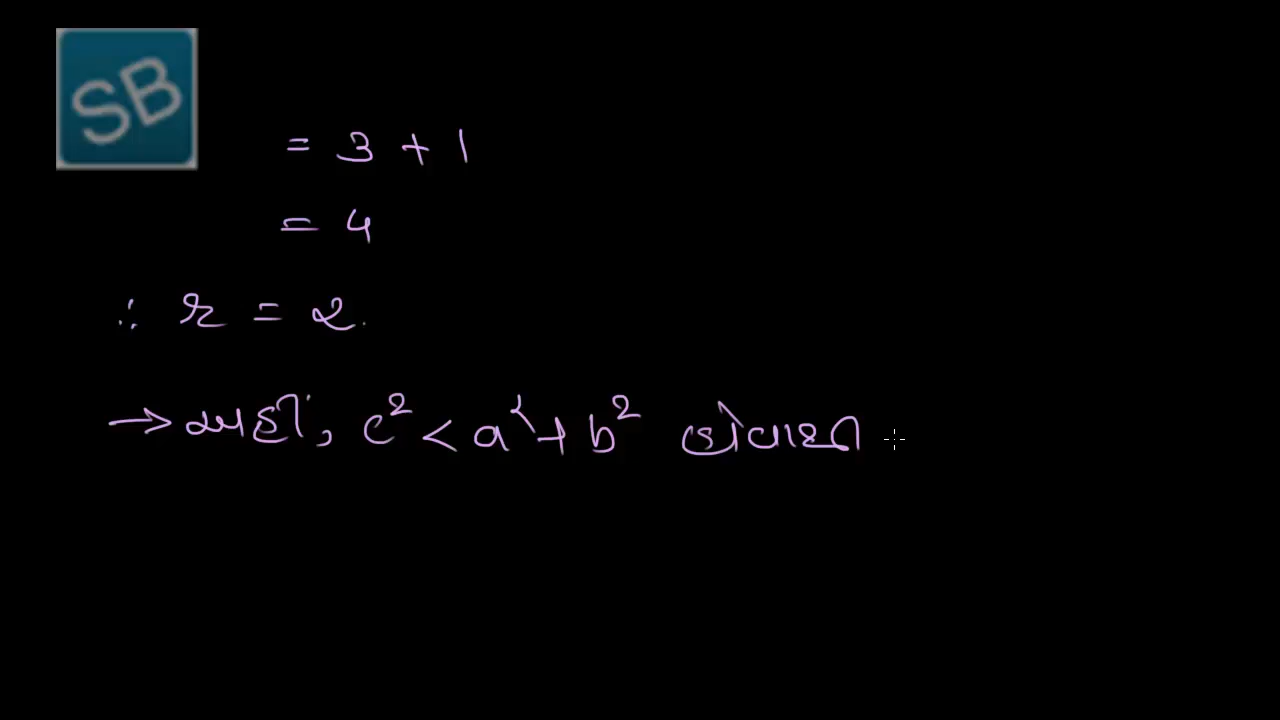 SB
= 3 + 1
= 4
∴ r = 2.
→ અહીં, c² < a² + b² હોવાથી